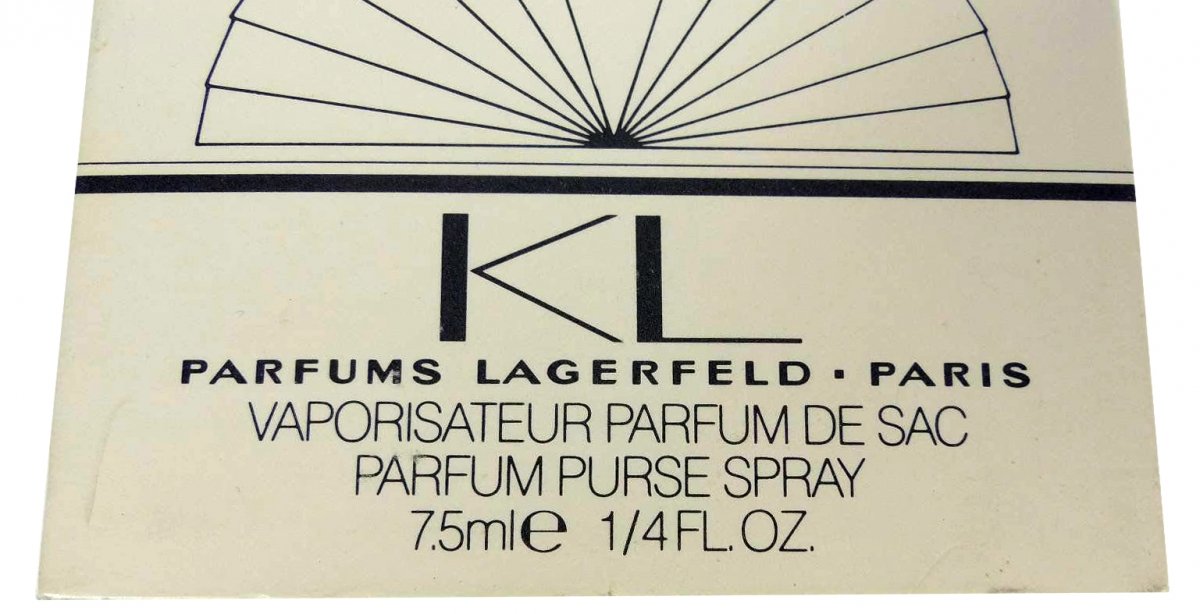 KL
PARFUMS LAGERFELD · PARIS
VAPORISATEUR PARFUM DE SAC
PARFUM PURSE SPRAY
7.5ml℮ 1/4 FL. OZ.